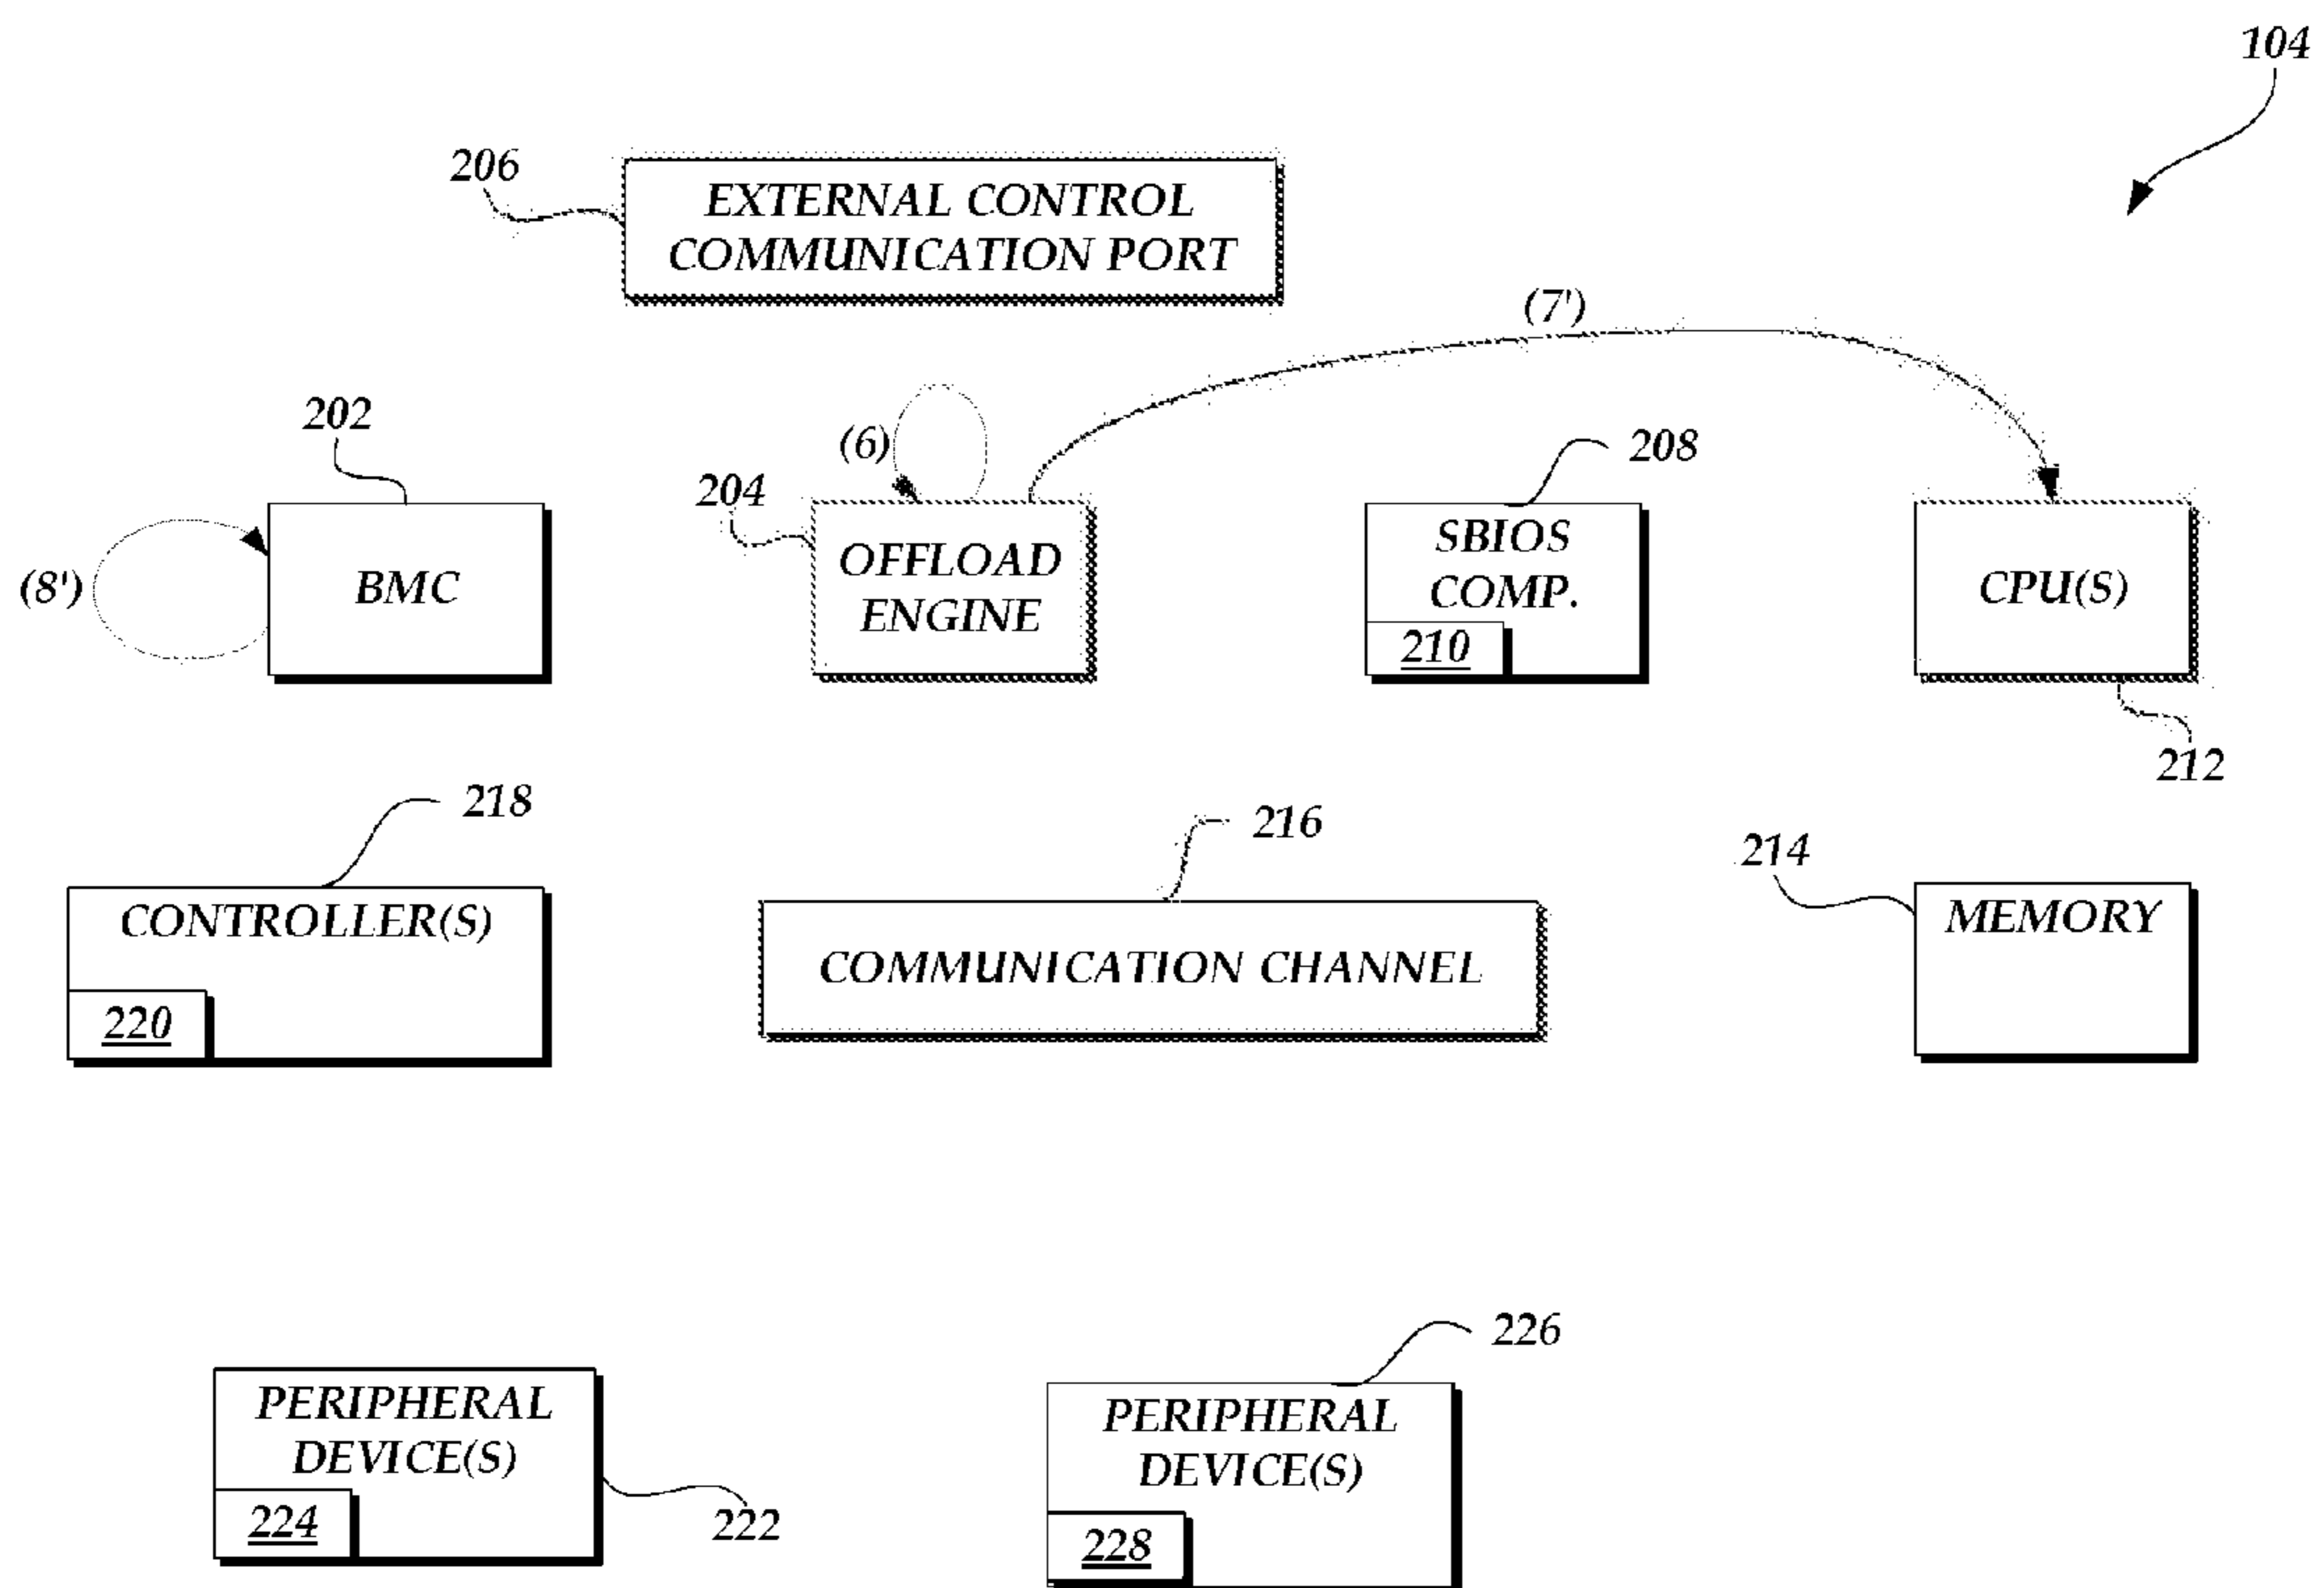 104
206
EXTERNAL CONTROL
COMMUNICATION PORT
(7')
202
(6)
208
204
(8')
BMC
OFFLOAD
ENGINE
SBIOS
COMP.
210
CPU(S)
212
218
216
214
CONTROLLER(S)
220
COMMUNICATION CHANNEL
MEMORY
226
PERIPHERAL
DEVICE(S)
224
222
PERIPHERAL
DEVICE(S)
228